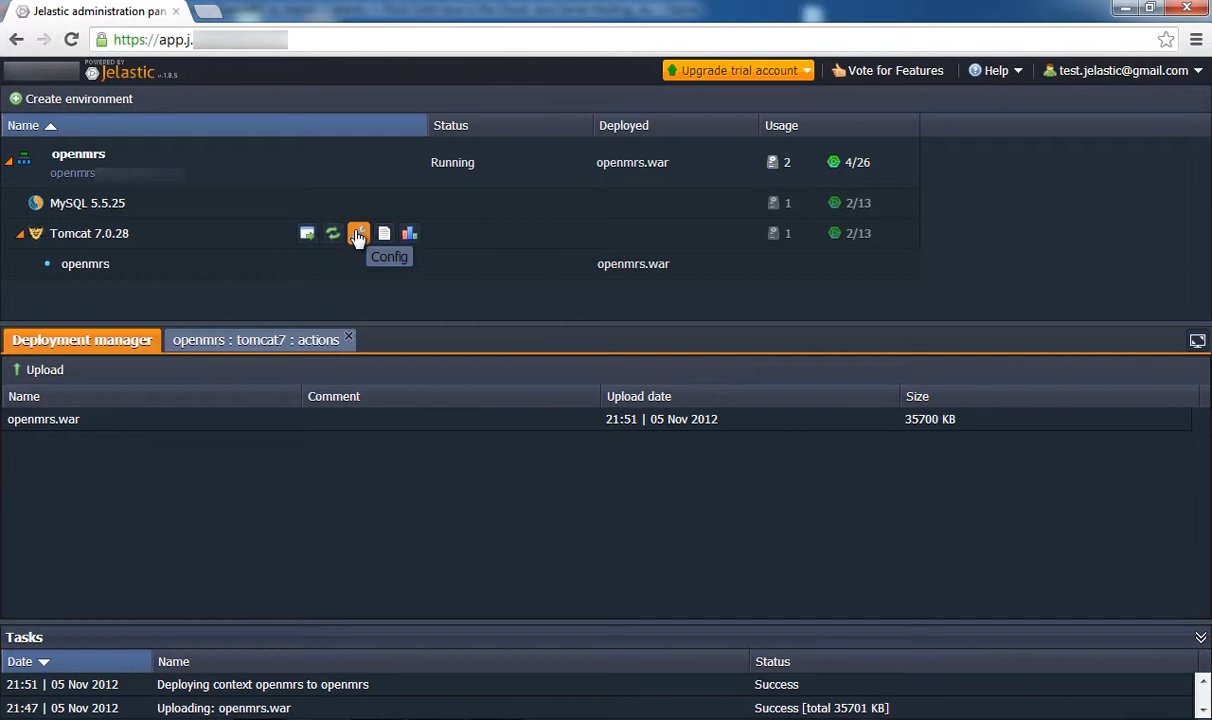 Jelastic administration pan
https://app.j.
POWERED BY
Jelastic v.1.8.5
Upgrade trial account
Vote for Features
Help
test.jelastic@gmail.com
Create environment
Name Status Deployed Usage
openmrs
openmrs
Running openmrs.war 2 4/26
MySQL 5.5.25 1 2/13
Tomcat 7.0.28 1 2/13
Config
openmrs openmrs.war
Deployment manager openmrs : tomcat7 : actions
Upload
Name Comment Upload date Size
openmrs.war 21:51 | 05 Nov 2012 35700 KB
Tasks
Date Name Status
21:51 | 05 Nov 2012 Deploying context openmrs to openmrs Success
21:47 | 05 Nov 2012 Uploading: openmrs.war Success [total 35701 KB]